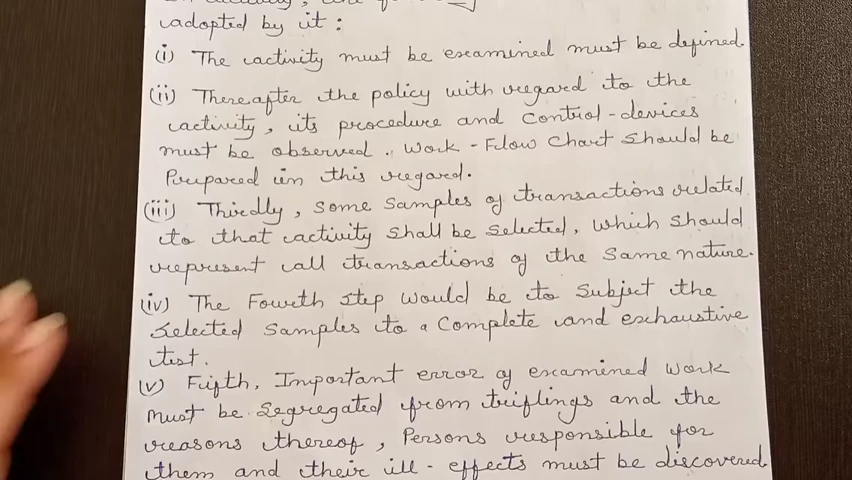 adopted by it :
(i) The activity must be examined must be defined.
(ii) Thereafter the policy with regard to the
activity, its procedure and control-devices
must be observed. Work-Flow Chart should be
Prepared in this regard.
(iii) Thirdly, some samples of transactions related
to that activity shall be selected, which should
represent all transactions of the same nature.
(iv) The Fourth step would be to subject the
selected samples to a complete and exhaustive
test.
(v) Fifth, Important error of examined work
must be segregated from triflings and the
reasons thereof, Persons responsible for
them and their ill-effects must be discovered.